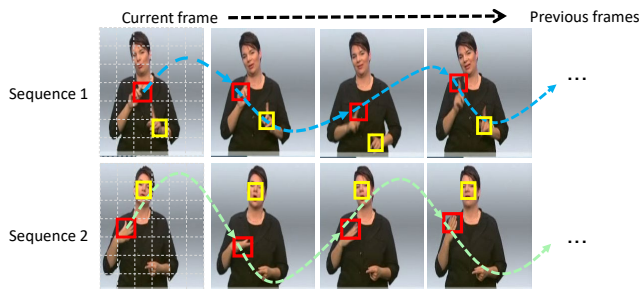 Current frame
Previous frames
Sequence 1
...
Sequence 2
...